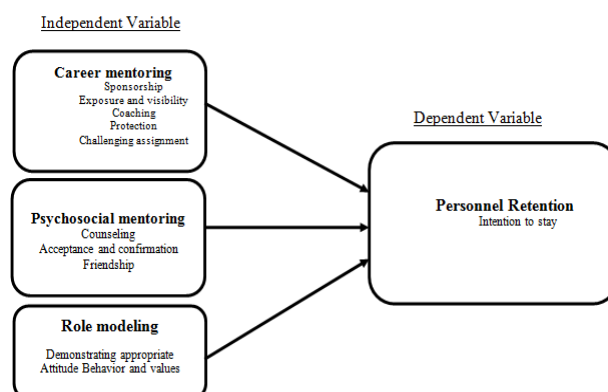 Independent Variable
Career mentoring
Sponsorship
Exposure and visibility
Coaching
Protection
Challenging assignment
Psychosocial mentoring
Counseling
Acceptance and confirmation
Friendship
Role modeling
Demonstrating appropriate
Attitude Behavior and values
Dependent Variable
Personnel Retention
Intention to stay